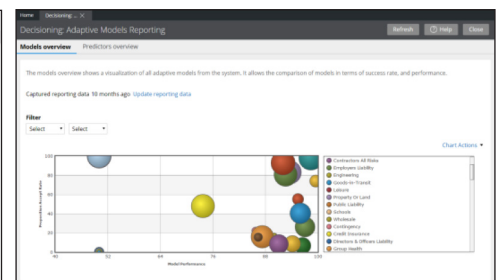 Home Decisioning: ... ×
Decisioning: Adaptive Models Reporting
Refresh ? Help Close
Models overview Predictors overview
The models overview shows a visualisation of all adaptive models from the system. It allows the comparison of models in terms of success rate, and performance.
Captured reporting data 10 months ago Update reporting data
Filter
Select Select
Chart Actions
100
80
60
40
20
0
40 52 64 76 88 100
Model Performance
Contractors All Risks
Employers Liability
Engineering
Goods-In-Transit
Leisure
Property Or Land
Public Liability
Schools
Wholesale
Contingency
Credit Insurance
Directors & Officers Liability
Group Health